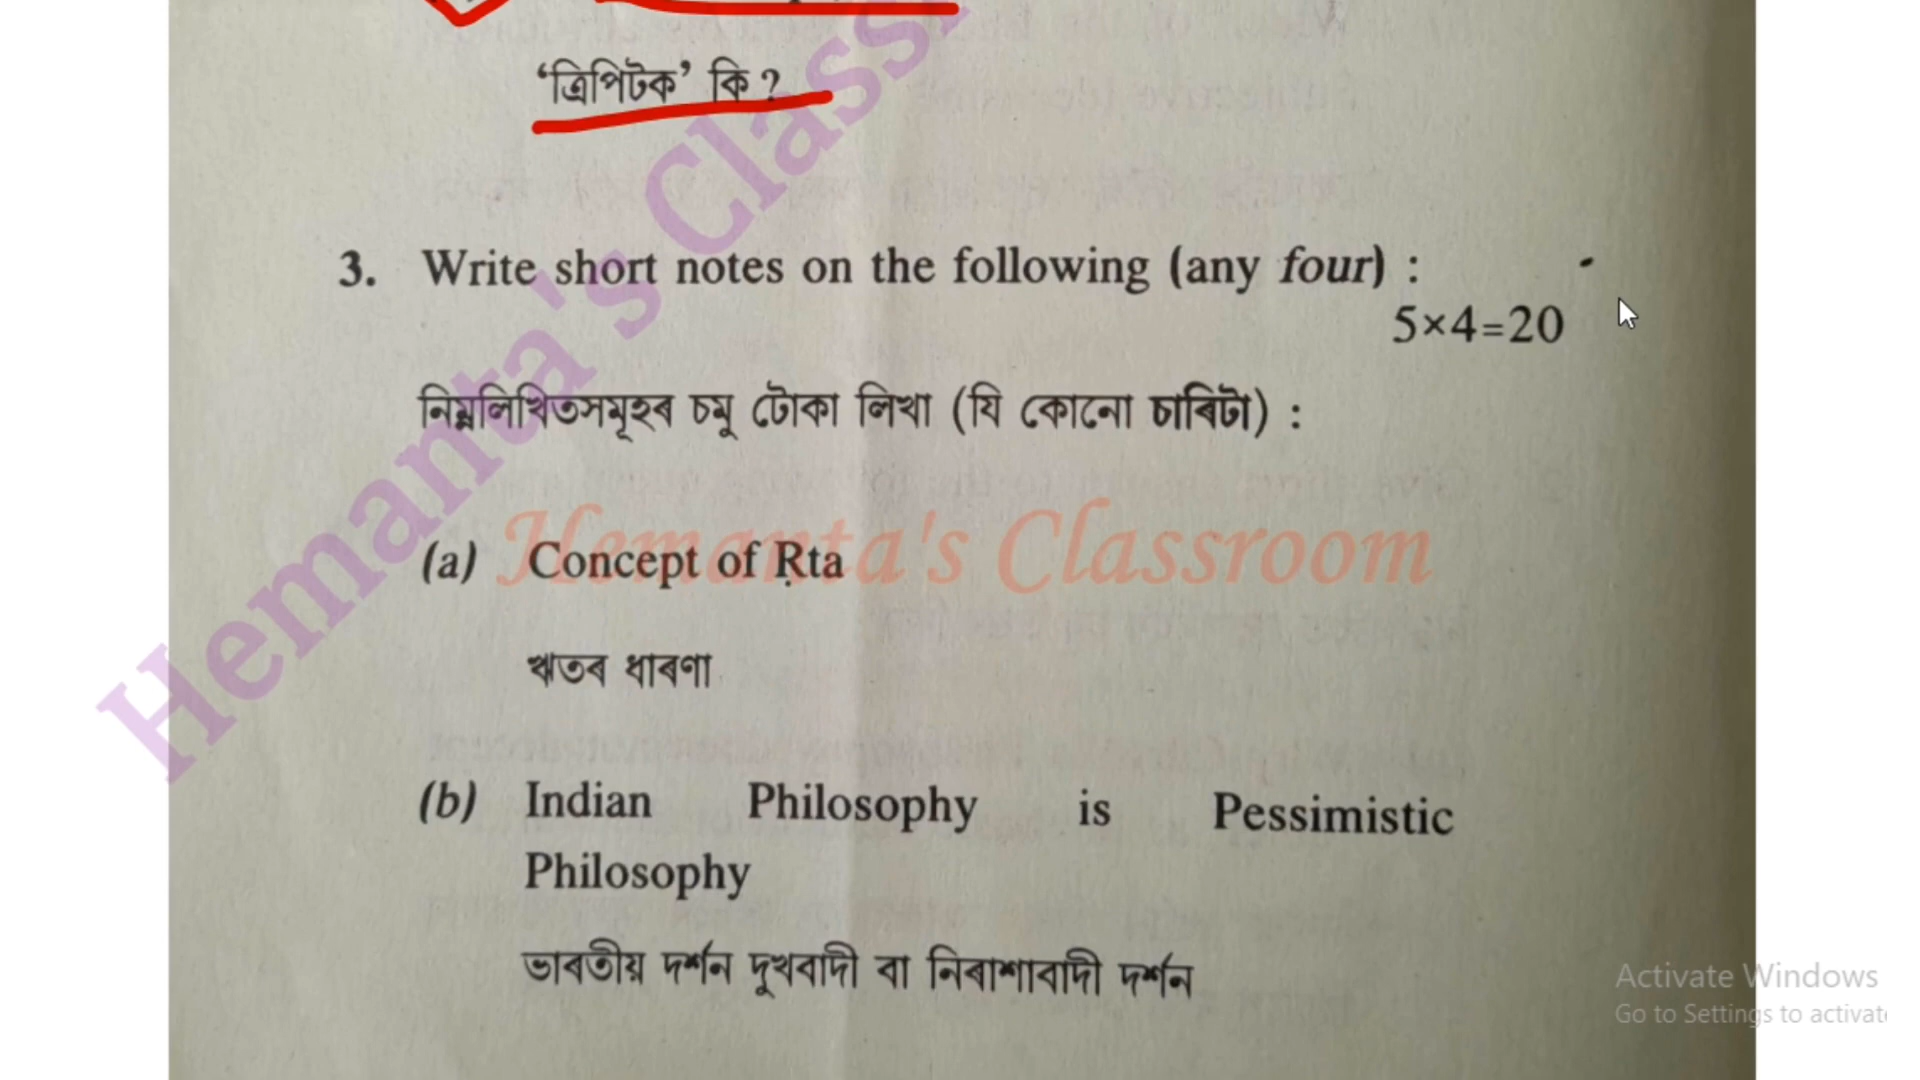 ‘ত্ৰিপিটক’ কি ?
3. Write short notes on the following (any four) :
5×4=20
নিম্নলিখিতসমূহৰ চমু টোকা লিখা (যি কোনো চাৰিটা) :
Hemanta's Classroom
(a) Concept of Ṛta
ঋতৰ ধাৰণা
(b) Indian Philosophy is Pessimistic
Philosophy
ভাৰতীয় দৰ্শন দুখবাদী বা নিৰাশাবাদী দৰ্শন
Hemanta's Class
Activate Windows
Go to Settings to activat